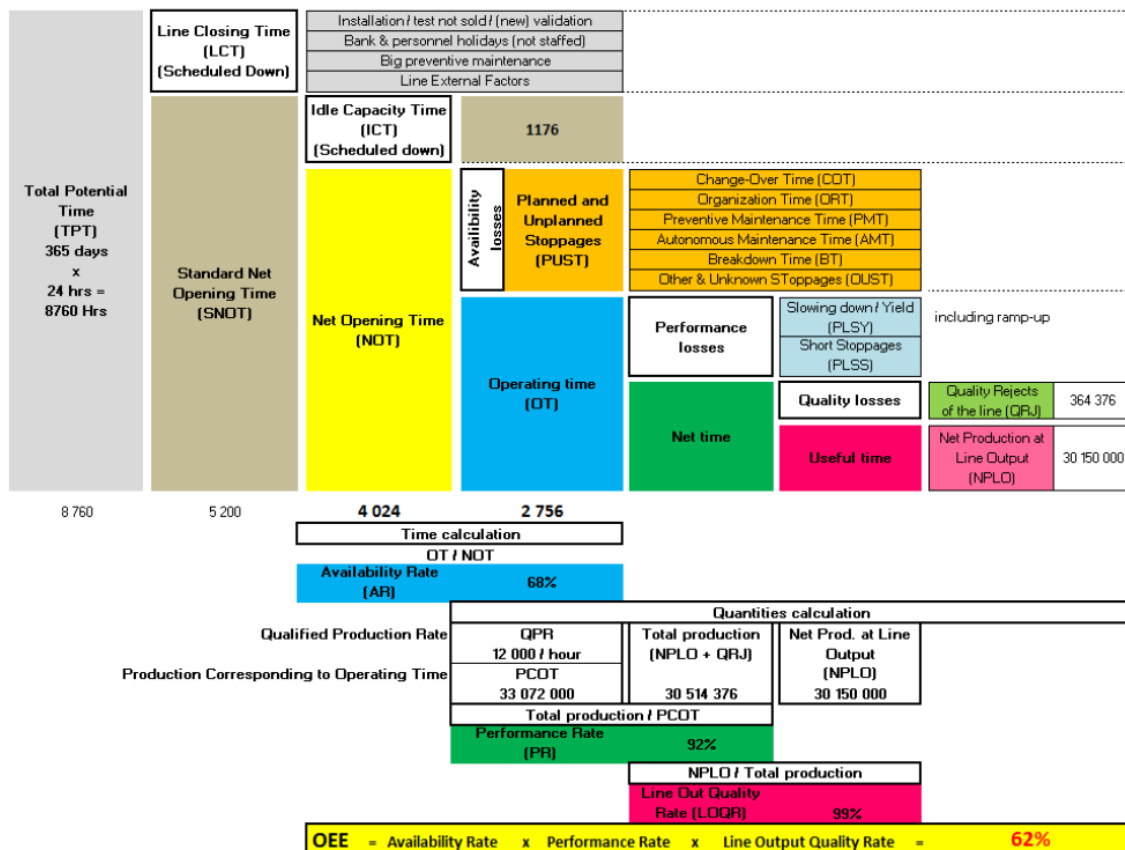 Line Closing Time
(LCT)
(Scheduled Down)
Installation / test not sold / (new) validation
Bank & personnel holidays (not staffed)
Big preventive maintenance
Line External Factors
Idle Capacity Time
(ICT)
(Scheduled down)
1176
Total Potential
Time
(TPT)
365 days
x
24 hrs =
8760 Hrs
Standard Net
Opening Time
(SNOT)
Net Opening Time
(NOT)
Availibility
losses
Planned and
Unplanned
Stoppages
(PUST)
Change-Over Time (COT)
Organization Time (ORT)
Preventive Maintenance Time (PMT)
Autonomous Maintenance Time (AMT)
Breakdown Time (BT)
Other & Unknown SToppages (OUST)
Operating time
(OT)
Performance
losses
Slowing down / Yield
(PLSY)
Short Stoppages
(PLSS)
including ramp-up
Net time
Quality losses
Quality Rejects
of the line (QRJ)
364 376
Useful time
Net Production at
Line Output
(NPLO)
30 150 000
8 760
5 200
4 024
2 756
Time calculation
OT / NOT
Availability Rate
(AR)
68%
Quantities calculation
Qualified Production Rate
QPR
12 000 / hour
Total production
(NPLO + QRJ)
Net Prod. at Line
Output
(NPLO)
Production Corresponding to Operating Time
PCOT
33 072 000
30 514 376
30 150 000
Total production / PCOT
Performance Rate
(PR)
92%
NPLO / Total production
Line Out Quality
Rate (LOQR)
99%
OEE = Availability Rate x Performance Rate x Line Output Quality Rate = 62%